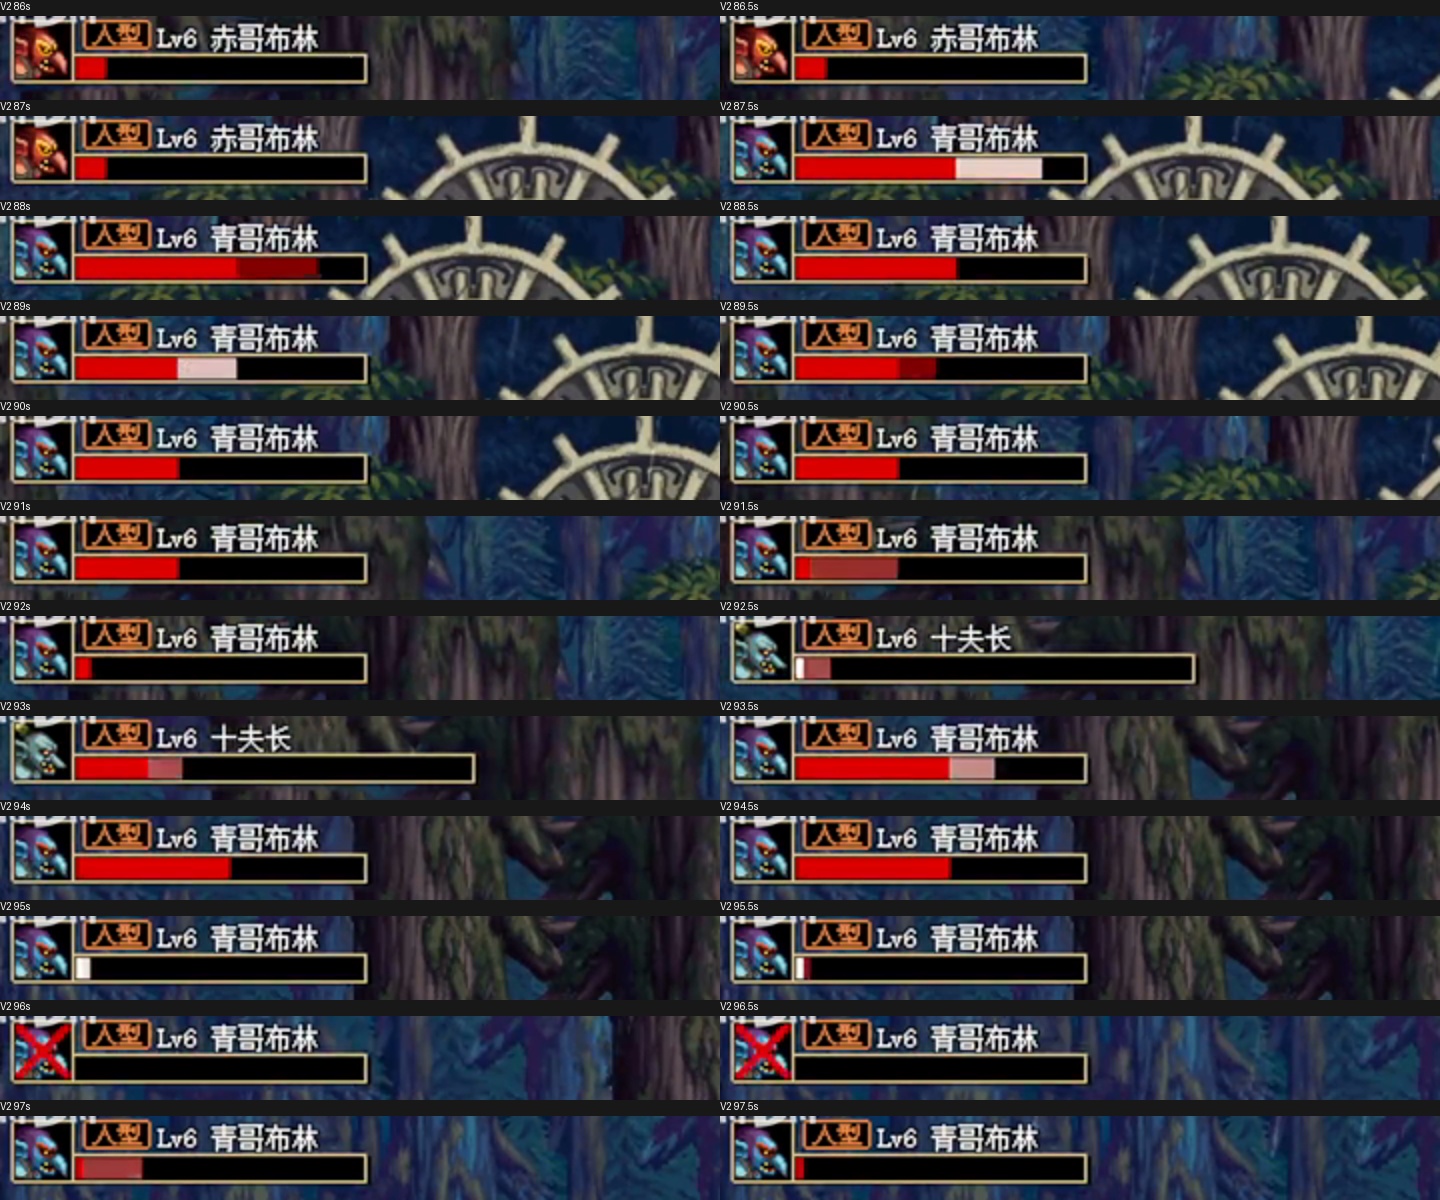 V2 86s
人型 Lv6 赤哥布林
V2 86.5s
人型 Lv6 赤哥布林
V2 87s
人型 Lv6 赤哥布林
V2 87.5s
人型 Lv6 青哥布林
V2 88s
人型 Lv6 青哥布林
V2 88.5s
人型 Lv6 青哥布林
V2 89s
人型 Lv6 青哥布林
V2 89.5s
人型 Lv6 青哥布林
V2 90s
人型 Lv6 青哥布林
V2 90.5s
人型 Lv6 青哥布林
V2 91s
人型 Lv6 青哥布林
V2 91.5s
人型 Lv6 青哥布林
V2 92s
人型 Lv6 青哥布林
V2 92.5s
人型 Lv6 十夫长
V2 93s
人型 Lv6 十夫长
V2 93.5s
人型 Lv6 青哥布林
V2 94s
人型 Lv6 青哥布林
V2 94.5s
人型 Lv6 青哥布林
V2 95s
人型 Lv6 青哥布林
V2 95.5s
人型 Lv6 青哥布林
V2 96s
人型 Lv6 青哥布林
V2 96.5s
人型 Lv6 青哥布林
V2 97s
人型 Lv6 青哥布林
V2 97.5s
人型 Lv6 青哥布林